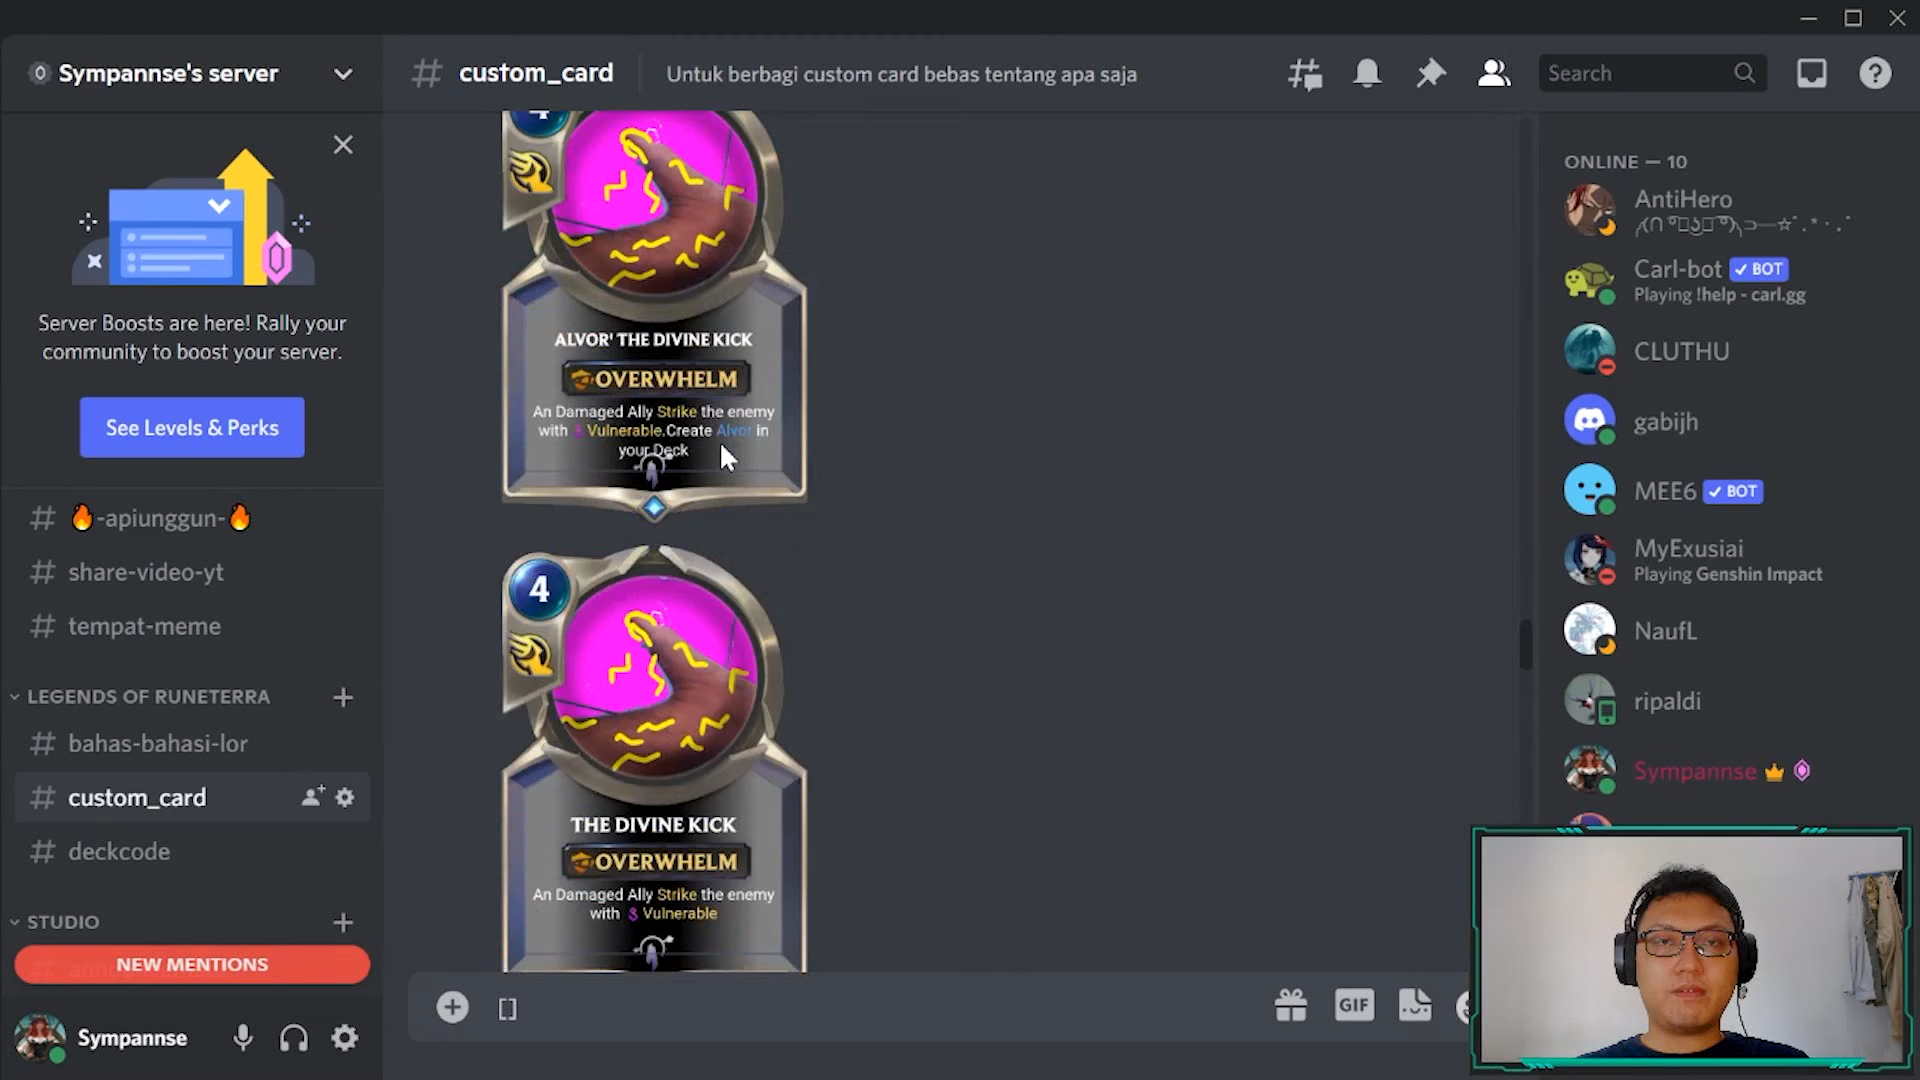 Sympannse's server
custom_card
Untuk berbagi custom card bebas tentang apa saja
Search
Server Boosts are here! Rally your
community to boost your server.
See Levels & Perks
-apiunggun-
share-video-yt
tempat-meme
LEGENDS OF RUNETERRA
bahas-bahasi-lor
custom_card
deckcode
STUDIO
NEW MENTIONS
Sympannse
4
ALVOR' THE DIVINE KICK
OVERWHELM
An Damaged Ally Strike the enemy
with Vulnerable.Create Alvor in
your Deck
4
THE DIVINE KICK
OVERWHELM
An Damaged Ally Strike the enemy
with Vulnerable
[]
GIF
ONLINE — 10
AntiHero
Carl-bot ✓ BOT
Playing !help - carl.gg
CLUTHU
gabijh
MEE6 ✓ BOT
MyExusiai
Playing Genshin Impact
NaufL
ripaldi
Sympannse